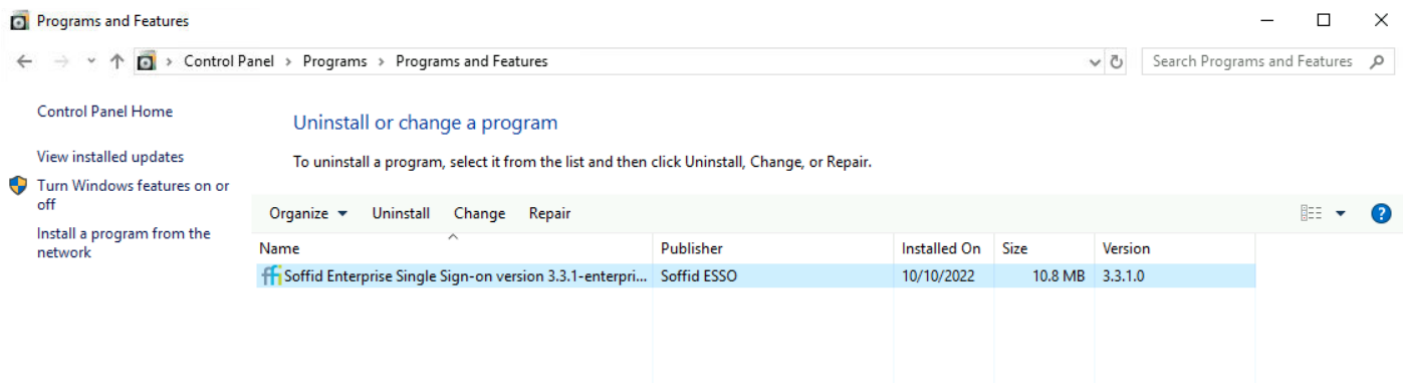 Programs and Features
Control Panel > Programs > Programs and Features
Search Programs and Features
Control Panel Home
View installed updates
Turn Windows features on or
off
Install a program from the
network
Uninstall or change a program
To uninstall a program, select it from the list and then click Uninstall, Change, or Repair.
Organize Uninstall Change Repair
Name Publisher Installed On Size Version
Soffid Enterprise Single Sign-on version 3.3.1-enterpri... Soffid ESSO 10/10/2022 10.8 MB 3.3.1.0